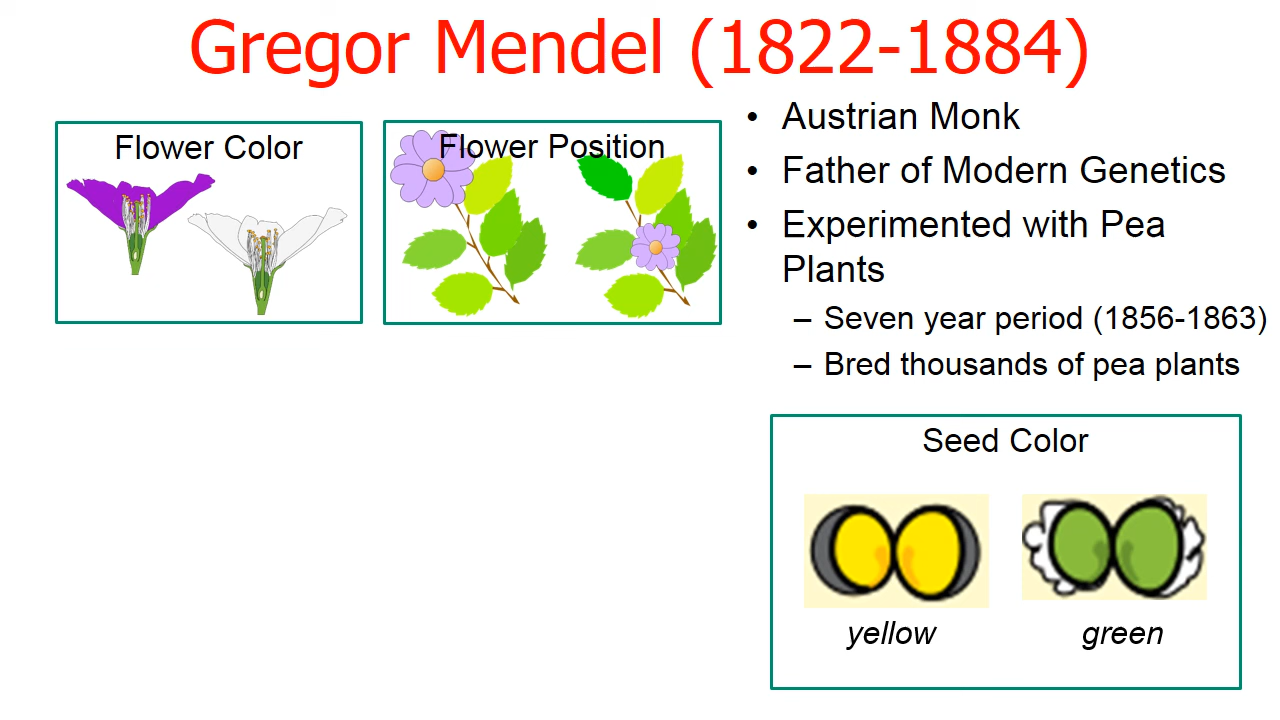 Gregor Mendel (1822-1884)
Flower Color
Flower Position
• Austrian Monk
• Father of Modern Genetics
• Experimented with Pea
Plants
– Seven year period (1856-1863)
– Bred thousands of pea plants
Seed Color
yellow
green